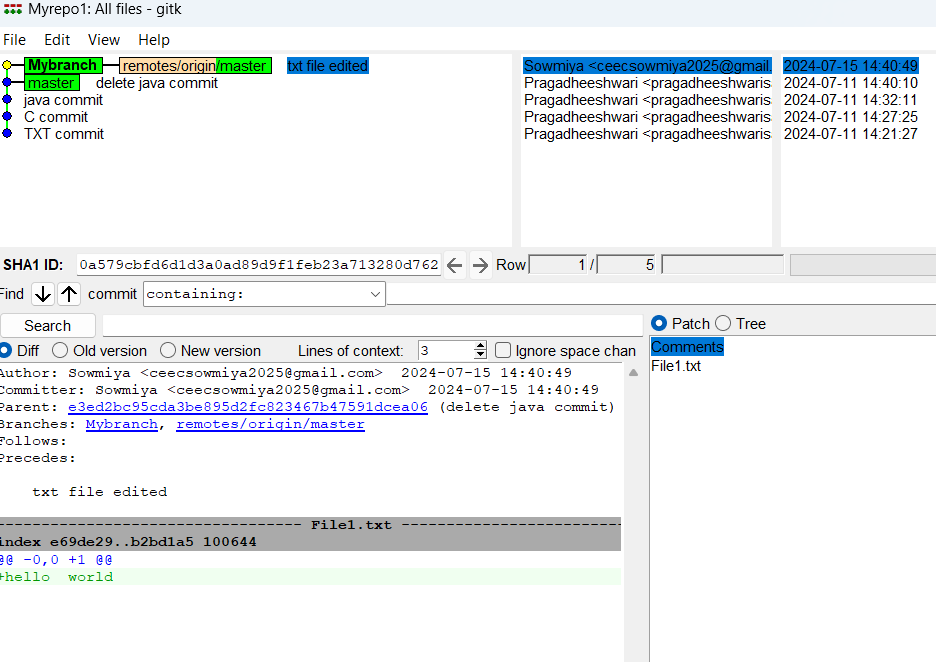 Myrepo1: All files - gitk
File Edit View Help
Mybranch remotes/origin/master txt file edited Sowmiya <ceecsowmiya2025@gmail. 2024-07-15 14:40:49
master delete java commit Pragadheeshwari <pragadheeshwaris 2024-07-11 14:40:10
java commit Pragadheeshwari <pragadheeshwaris 2024-07-11 14:32:11
C commit Pragadheeshwari <pragadheeshwaris 2024-07-11 14:27:25
TXT commit Pragadheeshwari <pragadheeshwaris 2024-07-11 14:21:27
SHA1 ID: 0a579cbfd6d1d3a0ad89d9f1feb23a713280d762 Row 1 / 5
Find commit containing:
Search
Patch Tree
Diff Old version New version Lines of context: 3 Ignore space chan
Comments
File1.txt
Author: Sowmiya <ceecsowmiya2025@gmail.com> 2024-07-15 14:40:49
Committer: Sowmiya <ceecsowmiya2025@gmail.com> 2024-07-15 14:40:49
Parent: e3ed2bc95cda3be895d2fc823467b47591dcea06 (delete java commit)
Branches: Mybranch, remotes/origin/master
Follows:
Precedes:
txt file edited
---------------------------------- File1.txt ------------------------
index e69de29..b2bd1a5 100644
@@ -0,0 +1 @@
+hello  world